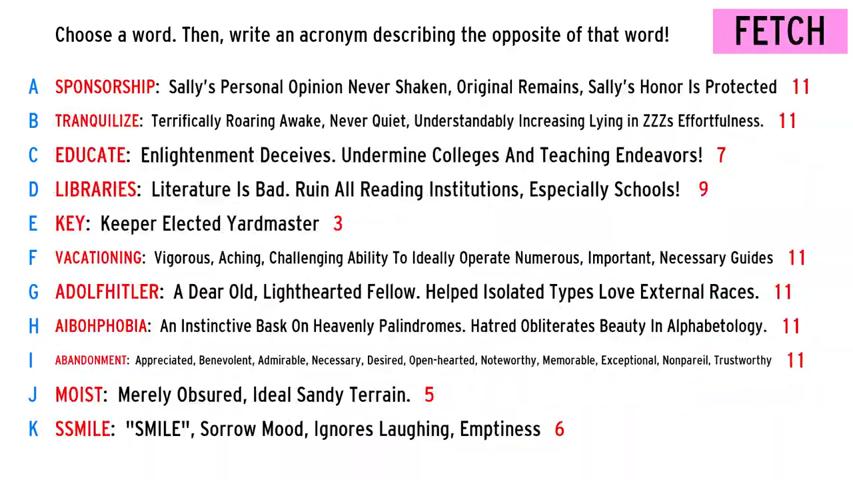 Choose a word. Then, write an acronym describing the opposite of that word!
FETCH
A SPONSORSHIP: Sally's Personal Opinion Never Shaken, Original Remains, Sally's Honor Is Protected 11
B TRANQUILIZE: Terrifically Roaring Awake, Never Quiet, Understandably Increasing Lying in ZZZs Effortfulness. 11
C EDUCATE: Enlightenment Deceives. Undermine Colleges And Teaching Endeavors! 7
D LIBRARIES: Literature Is Bad. Ruin All Reading Institutions, Especially Schools! 9
E KEY: Keeper Elected Yardmaster 3
F VACATIONING: Vigorous, Aching, Challenging Ability To Ideally Operate Numerous, Important, Necessary Guides 11
G ADOLFHITLER: A Dear Old, Lighthearted Fellow. Helped Isolated Types Love External Races. 11
H AIBOHPHOBIA: An Instinctive Bask On Heavenly Palindromes. Hatred Obliterates Beauty In Alphabetology. 11
I ABANDONMENT: Appreciated, Benevolent, Admirable, Necessary, Desired, Open-hearted, Noteworthy, Memorable, Exceptional, Nonpareil, Trustworthy 11
J MOIST: Merely Obsured, Ideal Sandy Terrain. 5
K SSMILE: "SMILE", Sorrow Mood, Ignores Laughing, Emptiness 6